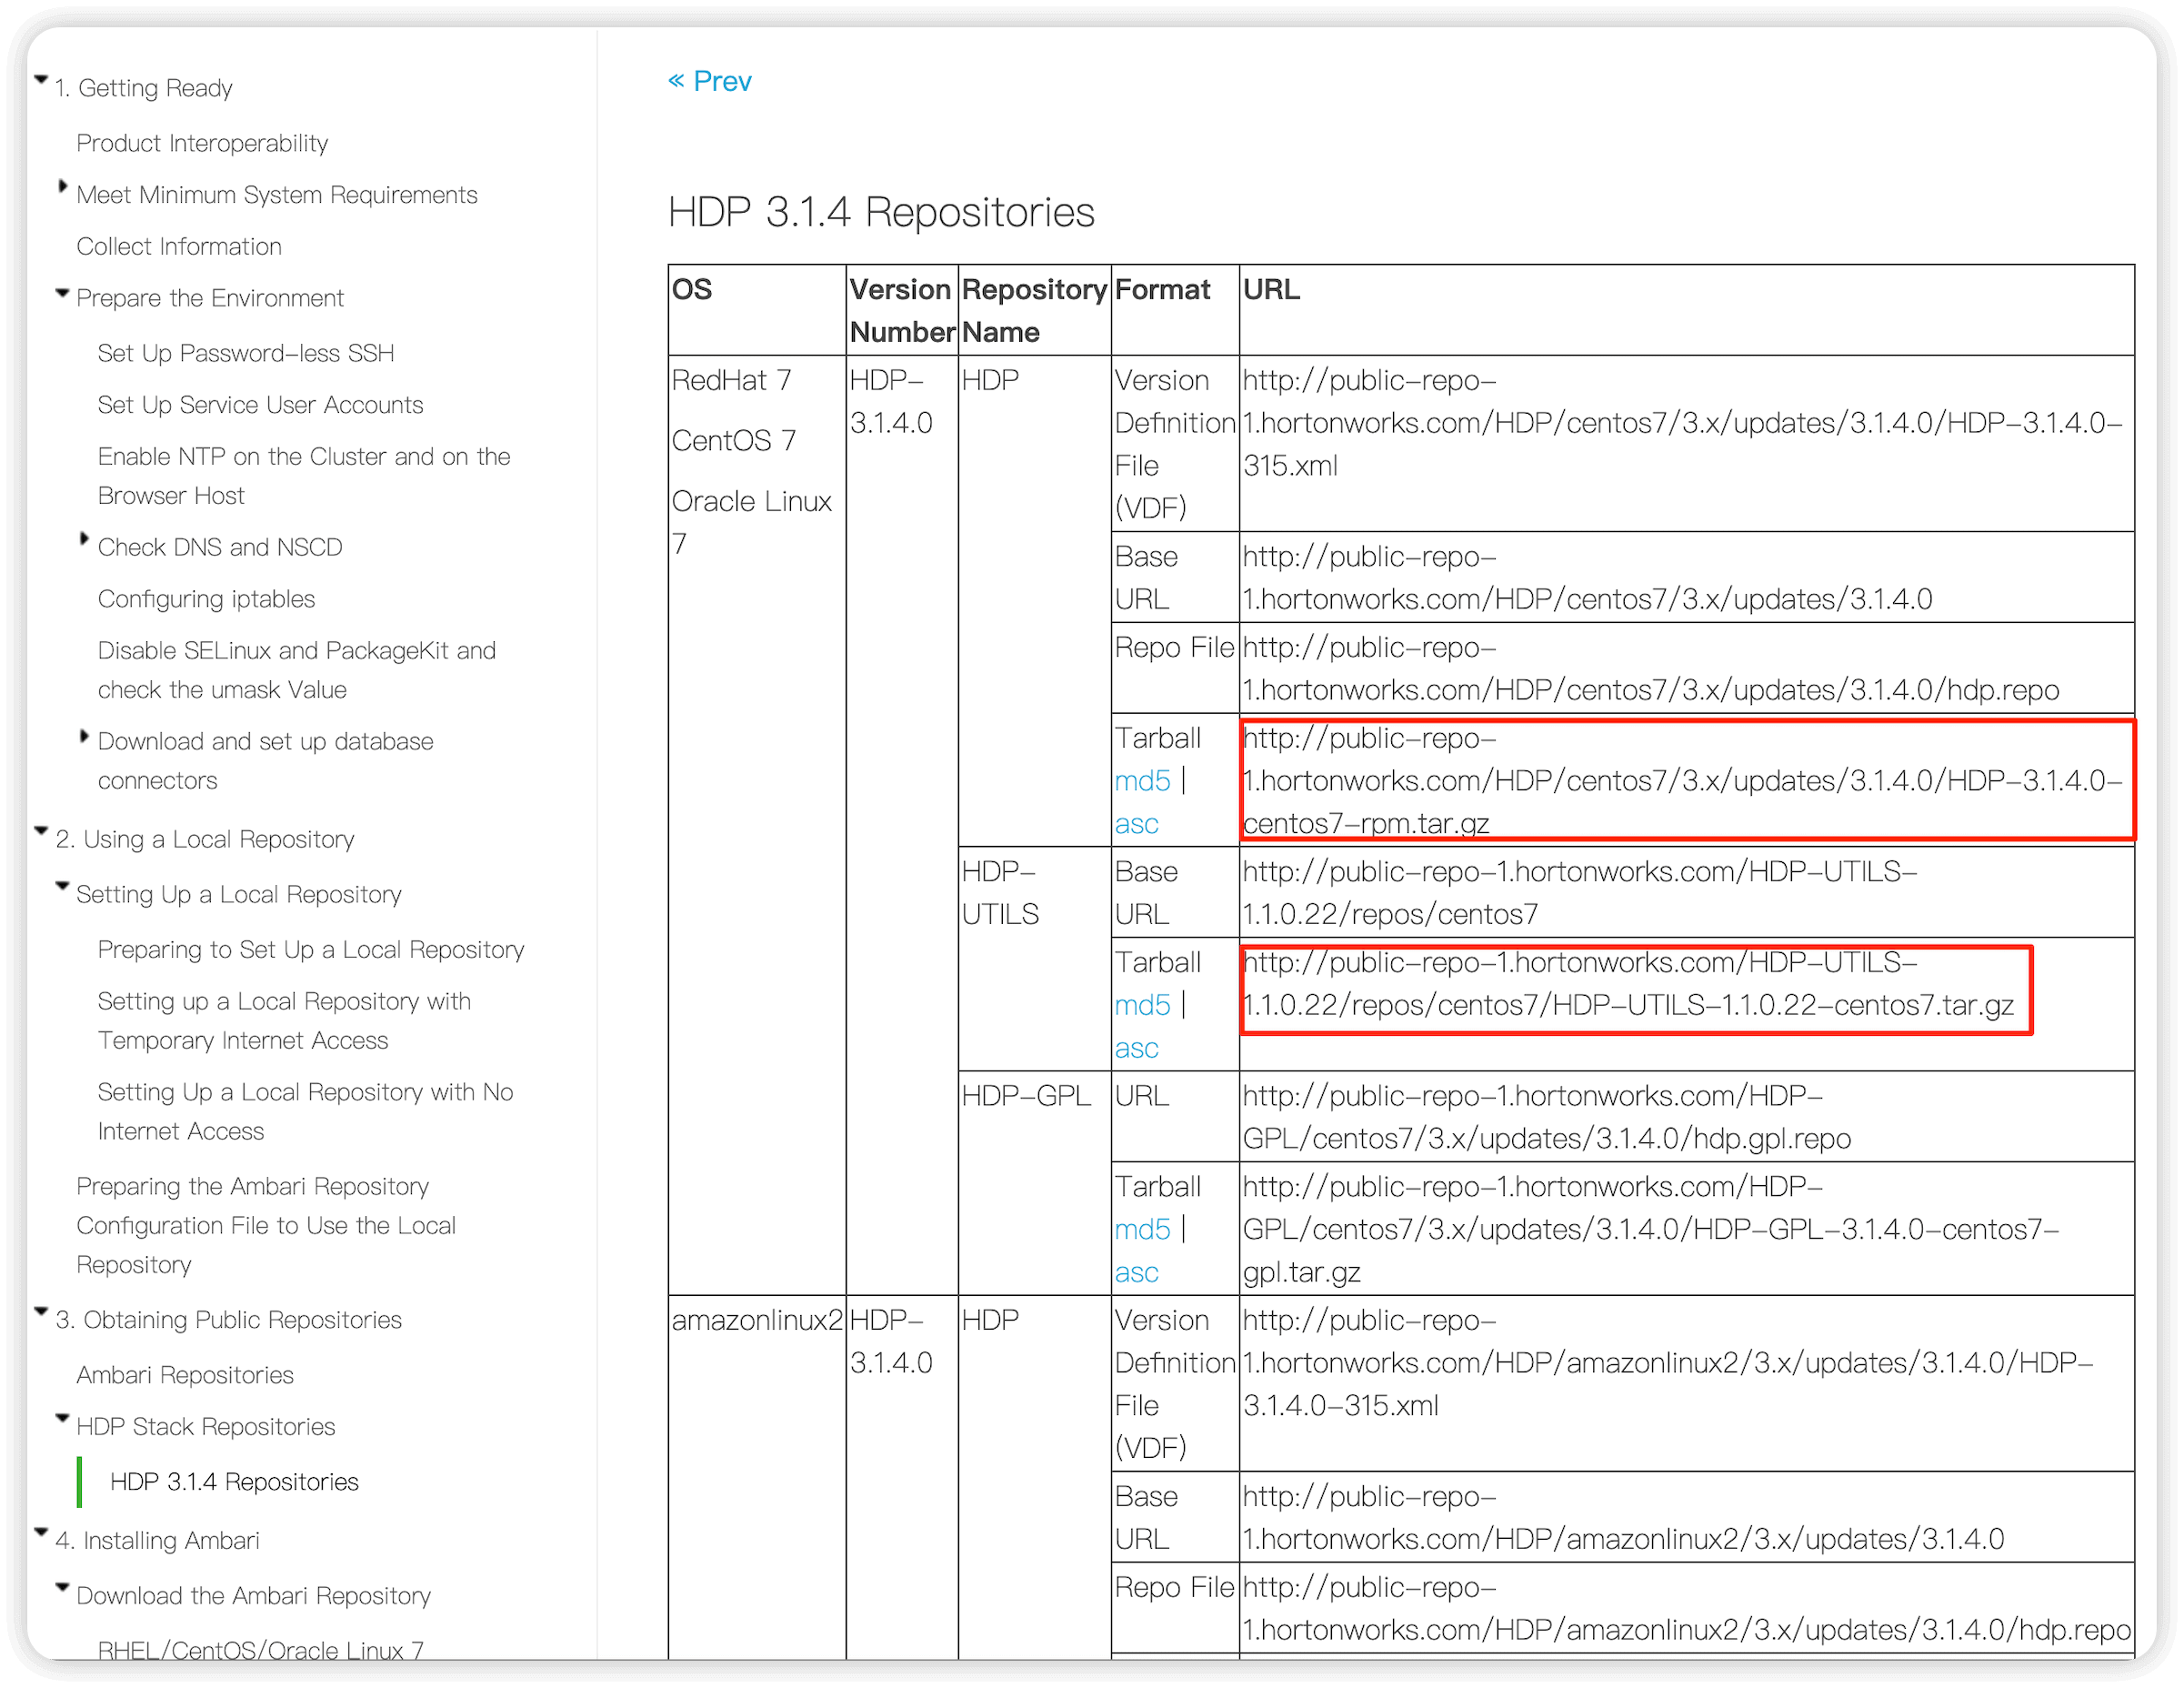 1. Getting Ready
Product Interoperability
Meet Minimum System Requirements
Collect Information
Prepare the Environment
Set Up Password-less SSH
Set Up Service User Accounts
Enable NTP on the Cluster and on the
Browser Host
Check DNS and NSCD
Configuring iptables
Disable SELinux and PackageKit and
check the umask Value
Download and set up database
connectors
2. Using a Local Repository
Setting Up a Local Repository
Preparing to Set Up a Local Repository
Setting up a Local Repository with
Temporary Internet Access
Setting Up a Local Repository with No
Internet Access
Preparing the Ambari Repository
Configuration File to Use the Local
Repository
3. Obtaining Public Repositories
Ambari Repositories
HDP Stack Repositories
HDP 3.1.4 Repositories
4. Installing Ambari
Download the Ambari Repository
RHEL/CentOS/Oracle Linux 7
« Prev
HDP 3.1.4 Repositories
OS
Version
Number
Repository
Name
Format
URL
RedHat 7
CentOS 7
Oracle Linux
7
HDP-
3.1.4.0
HDP
Version
Definition
File
(VDF)
http://public-repo-
1.hortonworks.com/HDP/centos7/3.x/updates/3.1.4.0/HDP-3.1.4.0-
315.xml
Base
URL
http://public-repo-
1.hortonworks.com/HDP/centos7/3.x/updates/3.1.4.0
Repo File
http://public-repo-
1.hortonworks.com/HDP/centos7/3.x/updates/3.1.4.0/hdp.repo
Tarball
md5 |
asc
http://public-repo-
1.hortonworks.com/HDP/centos7/3.x/updates/3.1.4.0/HDP-3.1.4.0-
centos7-rpm.tar.gz
HDP-
UTILS
Base
URL
http://public-repo-1.hortonworks.com/HDP-UTILS-
1.1.0.22/repos/centos7
Tarball
md5 |
asc
http://public-repo-1.hortonworks.com/HDP-UTILS-
1.1.0.22/repos/centos7/HDP-UTILS-1.1.0.22-centos7.tar.gz
HDP-GPL
URL
http://public-repo-1.hortonworks.com/HDP-
GPL/centos7/3.x/updates/3.1.4.0/hdp.gpl.repo
Tarball
md5 |
asc
http://public-repo-1.hortonworks.com/HDP-
GPL/centos7/3.x/updates/3.1.4.0/HDP-GPL-3.1.4.0-centos7-
gpl.tar.gz
amazonlinux2
HDP-
3.1.4.0
HDP
Version
Definition
File
(VDF)
http://public-repo-
1.hortonworks.com/HDP/amazonlinux2/3.x/updates/3.1.4.0/HDP-
3.1.4.0-315.xml
Base
URL
http://public-repo-
1.hortonworks.com/HDP/amazonlinux2/3.x/updates/3.1.4.0
Repo File
http://public-repo-
1.hortonworks.com/HDP/amazonlinux2/3.x/updates/3.1.4.0/hdp.repo